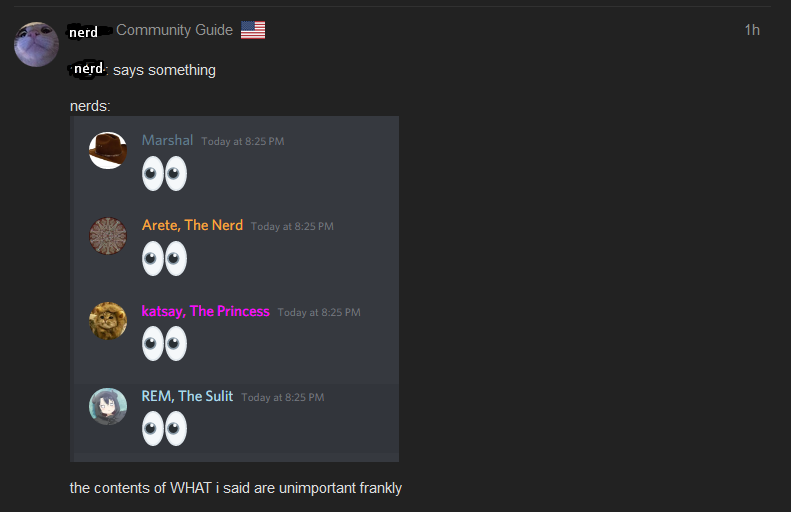 nerd Community Guide 1h
nerd: says something
nerds:
Marshal Today at 8:25 PM
Arete, The Nerd Today at 8:25 PM
katsay, The Princess Today at 8:25 PM
REM, The Sulit Today at 8:25 PM
the contents of WHAT i said are unimportant frankly